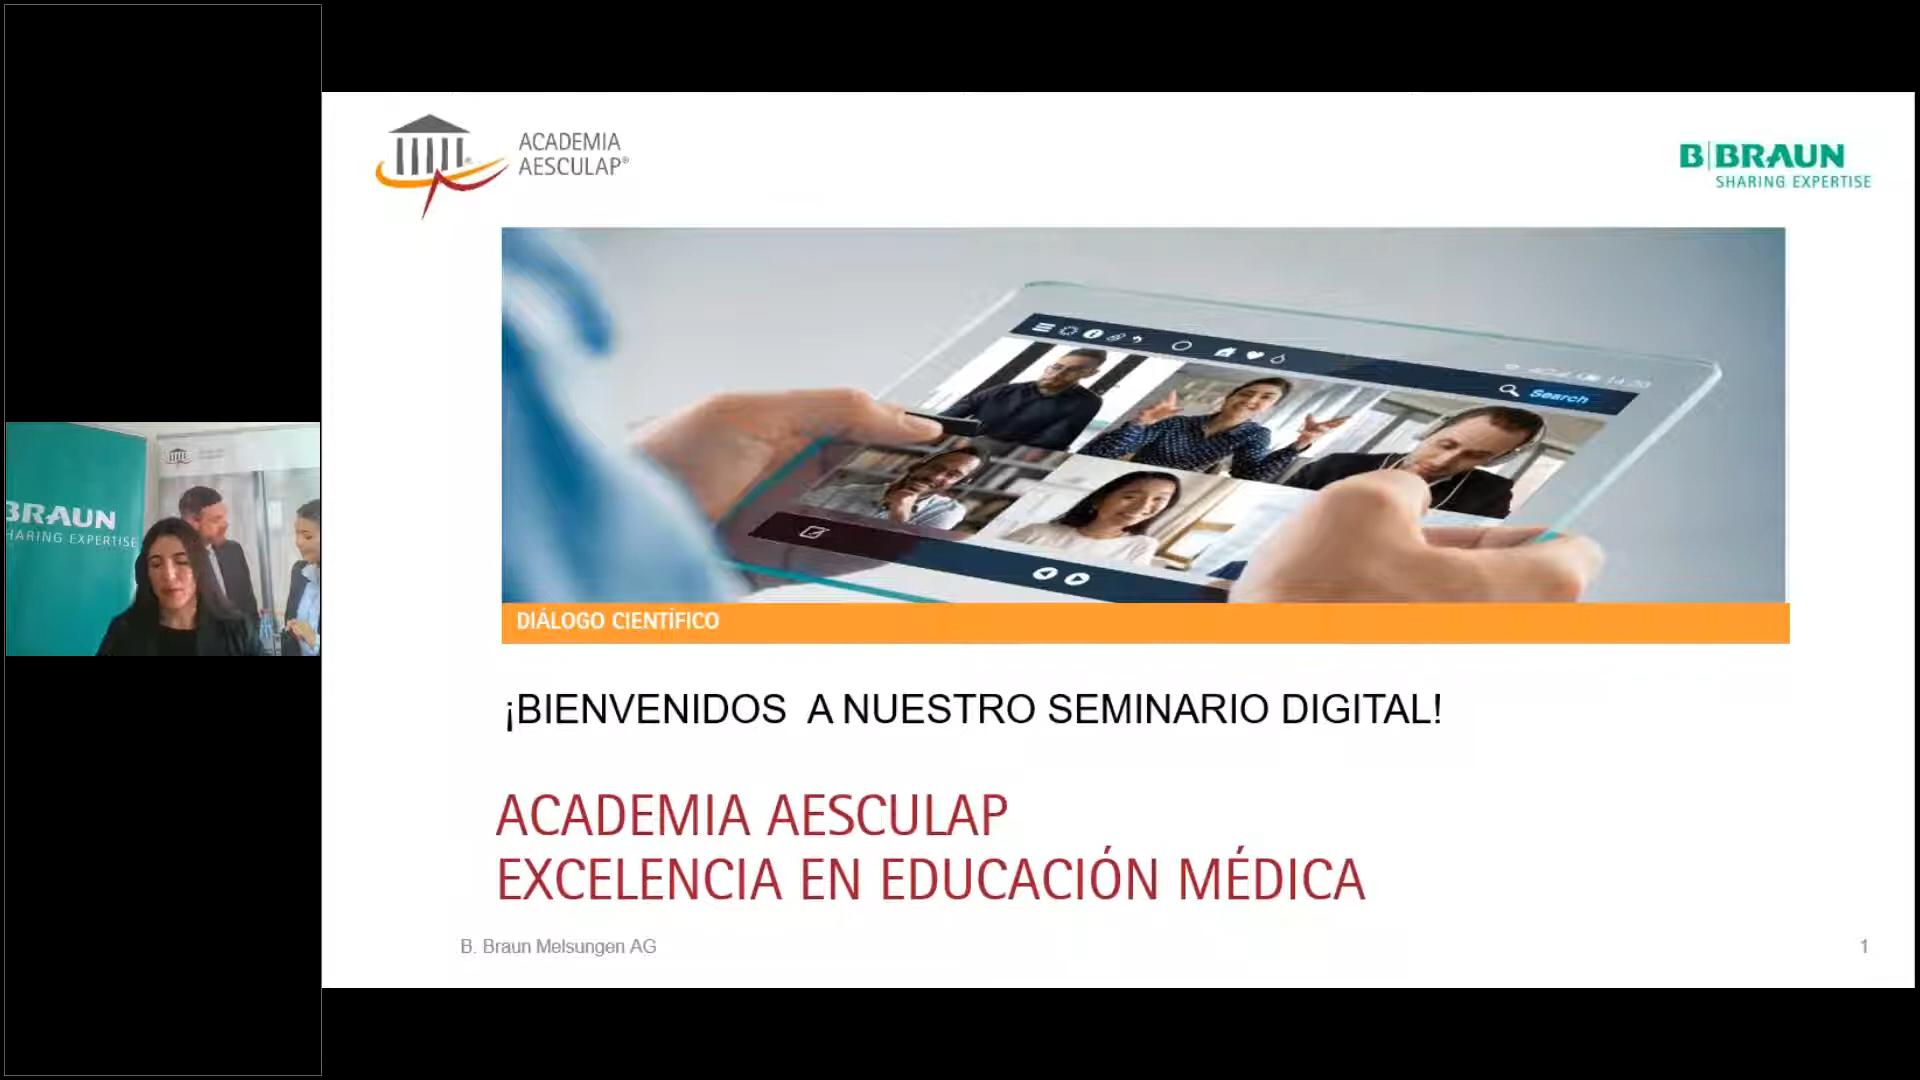 ACADEMIA
AESCULAP®
B|BRAUN
SHARING EXPERTISE
Search
BRAUN
HARING EXPERTISE
DIÁLOGO CIENTÍFICO
¡BIENVENIDOS A NUESTRO SEMINARIO DIGITAL!
ACADEMIA AESCULAP
EXCELENCIA EN EDUCACIÓN MÉDICA
B. Braun Melsungen AG
1